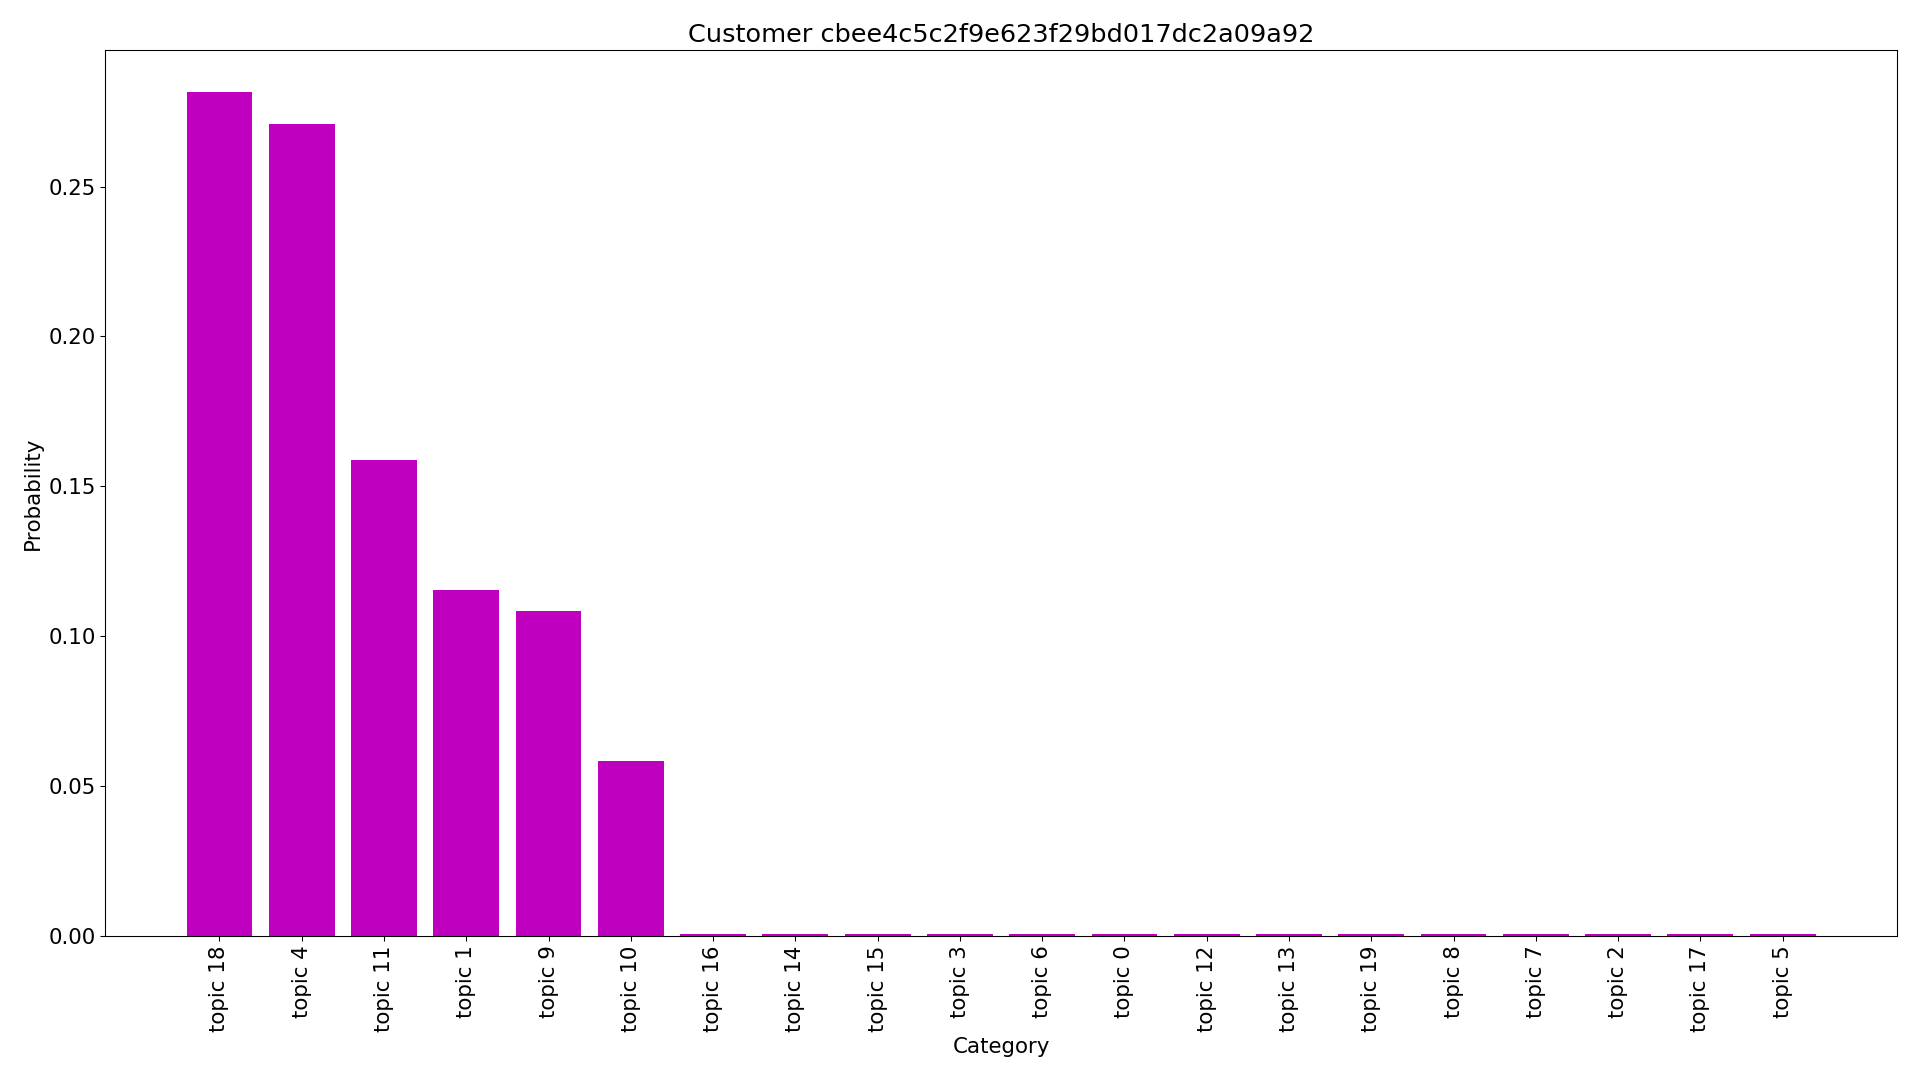 Customer cbee4c5c2f9e623f29bd017dc2a09a92
Probability
0.25
0.20
0.15
0.10
0.05
0.00
topic 18
topic 4
topic 11
topic 1
topic 9
topic 10
topic 16
topic 14
topic 15
topic 3
topic 6
topic 0
topic 12
topic 13
topic 19
topic 8
topic 7
topic 2
topic 17
topic 5
Category